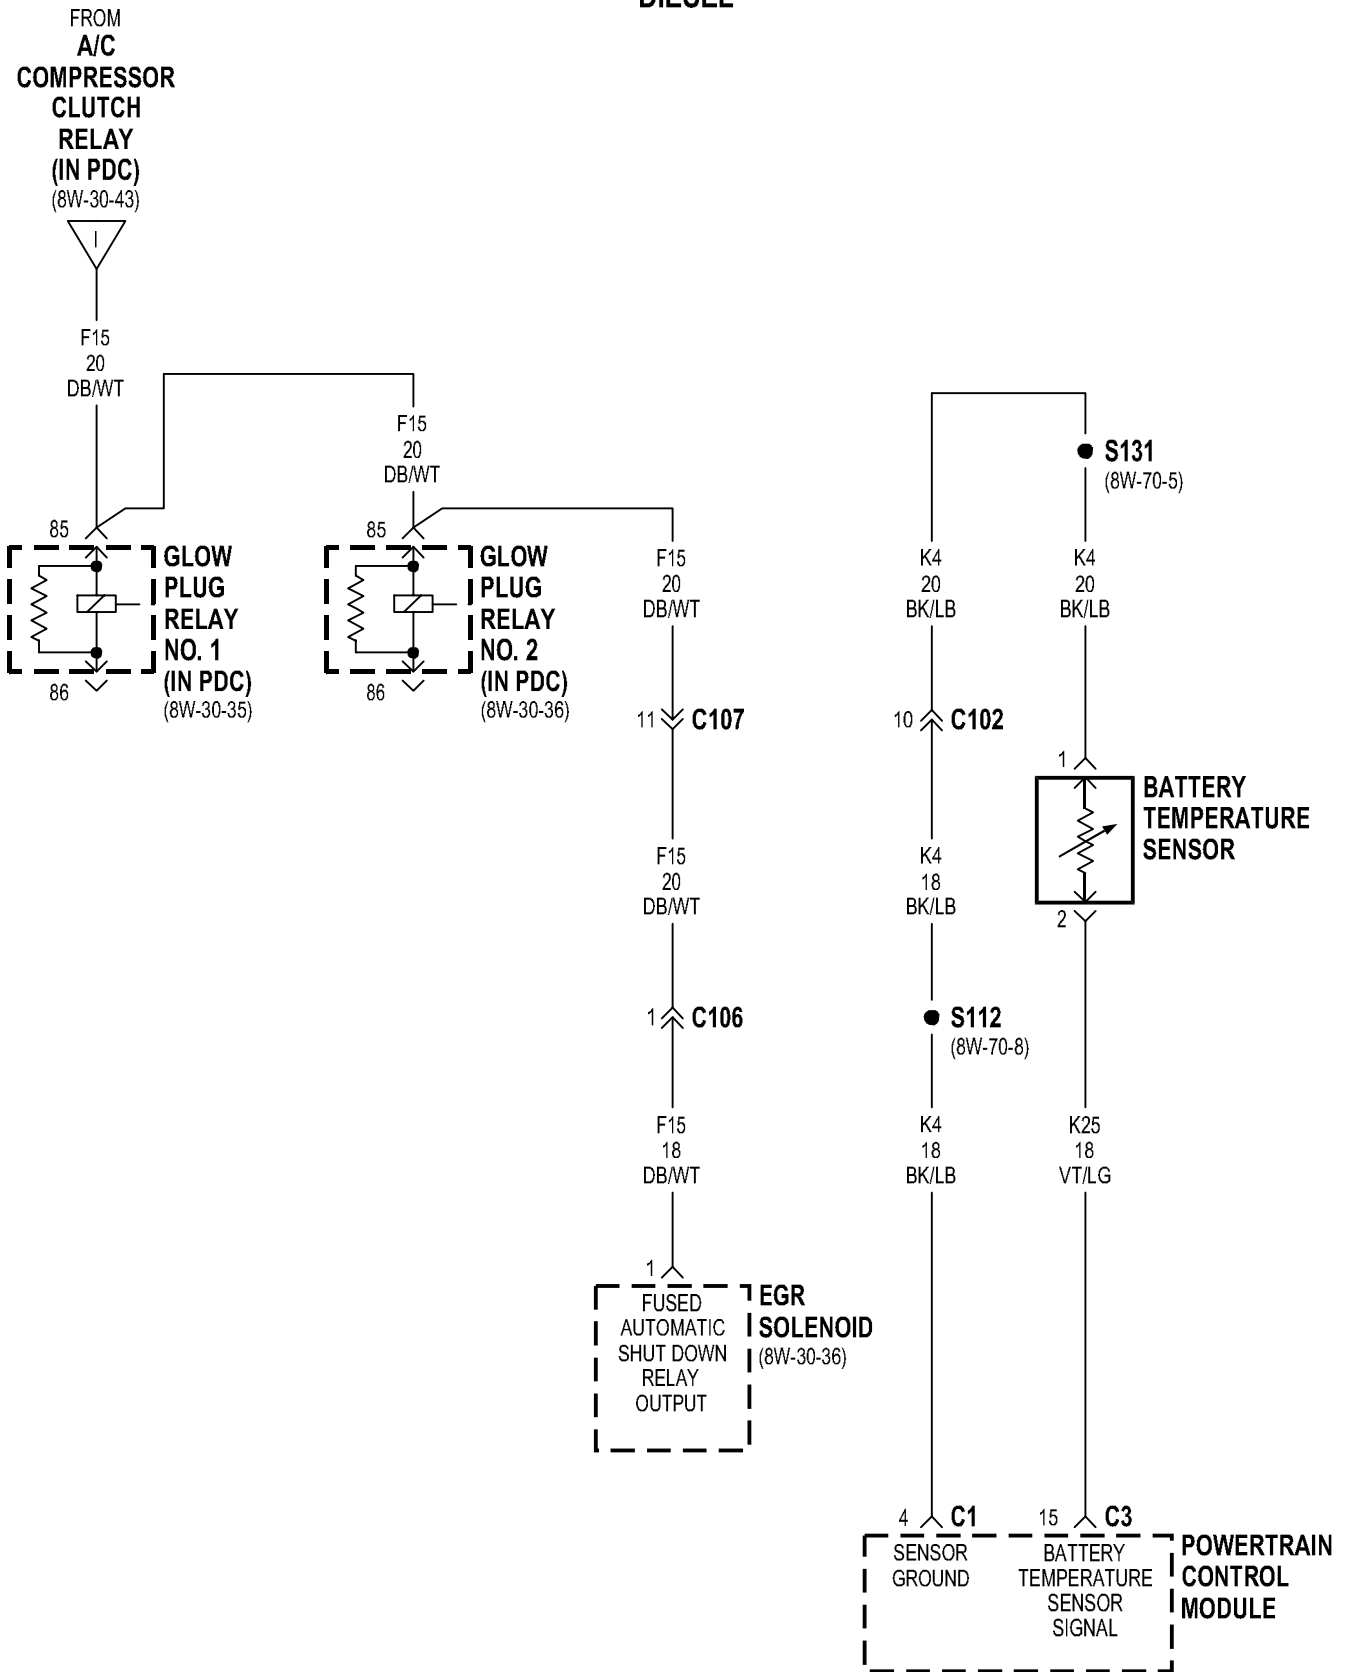 DIESEL
FROM
A/C
COMPRESSOR
CLUTCH
RELAY
(IN PDC)
(8W-30-43)
I
F15
20
DB/WT
F15
20
DB/WT
85
GLOW
PLUG
RELAY
NO. 1
(IN PDC)
(8W-30-35)
86
85
GLOW
PLUG
RELAY
NO. 2
(IN PDC)
(8W-30-36)
86
F15
20
DB/WT
11
C107
F15
20
DB/WT
1
C106
F15
18
DB/WT
1
FUSED
AUTOMATIC
SHUT DOWN
RELAY
OUTPUT
EGR
SOLENOID
(8W-30-36)
S131
(8W-70-5)
K4
20
BK/LB
K4
20
BK/LB
10
C102
1
BATTERY
TEMPERATURE
SENSOR
2
K4
18
BK/LB
S112
(8W-70-8)
K4
18
BK/LB
K25
18
VT/LG
4
C1
15
C3
SENSOR
GROUND
BATTERY
TEMPERATURE
SENSOR
SIGNAL
POWERTRAIN
CONTROL
MODULE